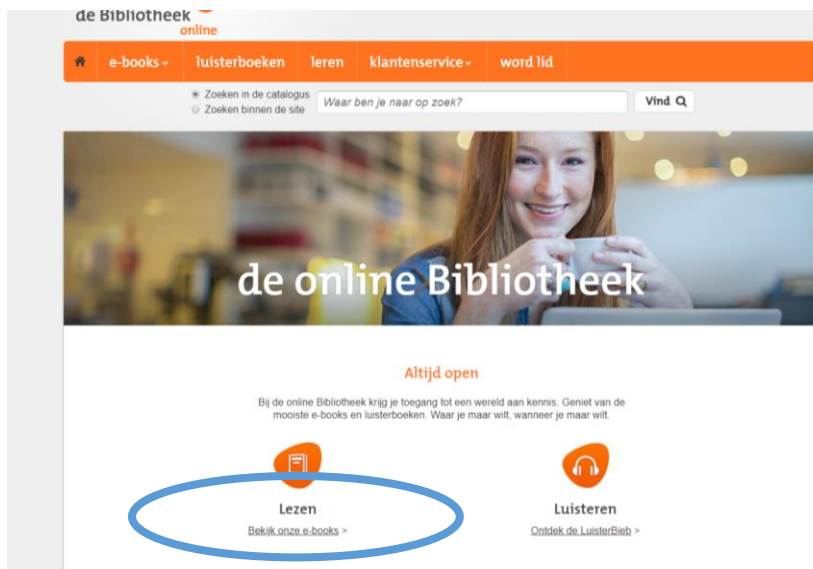 de Bibliotheek
online
e-books luisterboeken leren klantenservice word lid
Zoeken in de catalogus
Zoeken binnen de site
Waar ben je naar op zoek?
Vind
de online Bibliotheek
Altijd open
Bij de online Bibliotheek krijg je toegang tot een wereld aan kennis. Geniet van de
mooiste e-books en luisterboeken. Waar je maar wilt, wanneer je maar wilt.
Lezen
Bekijk onze e-books >
Luisteren
Ontdek de LuisterBieb >